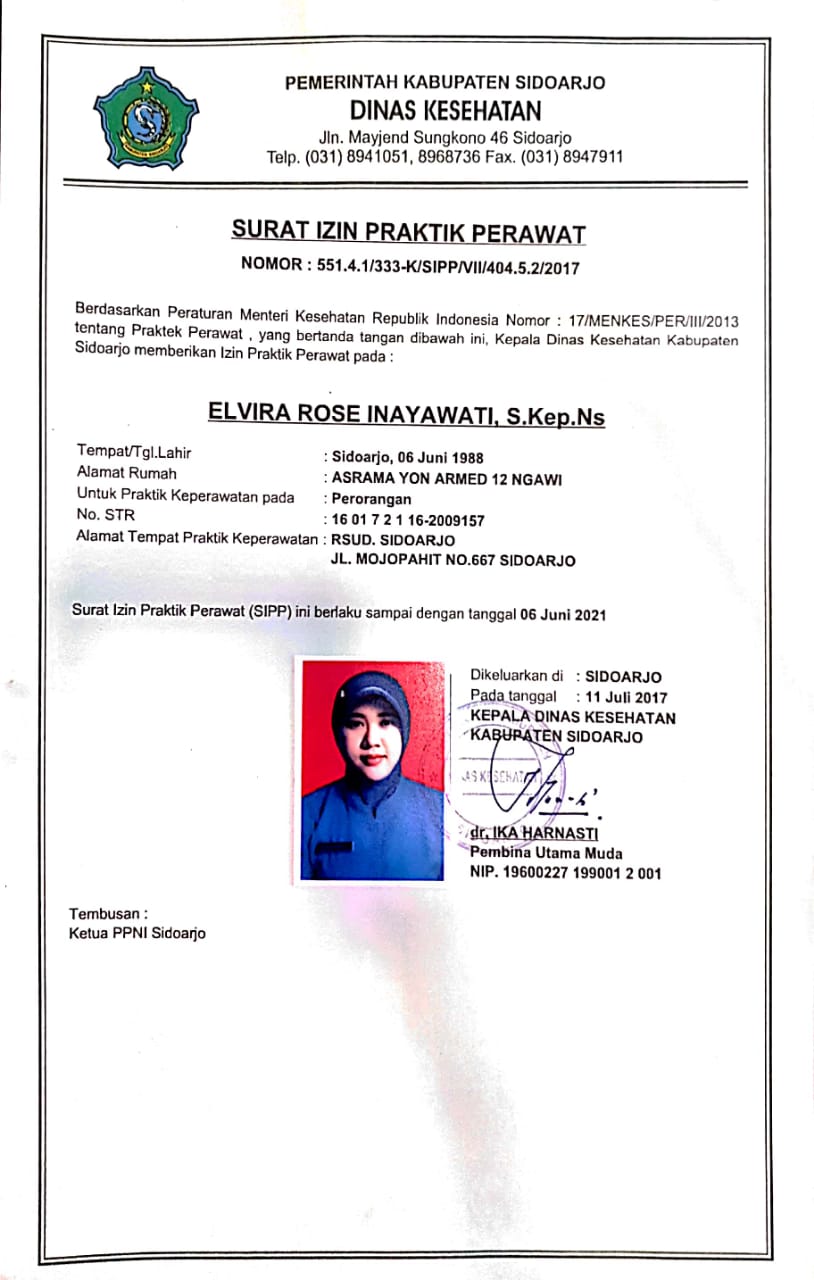 PEMERINTAH KABUPATEN SIDOARJO
DINAS KESEHATAN
Jln. Mayjend Sungkono 46 Sidoarjo
Telp. (031) 8941051, 8968736 Fax. (031) 8947911
SURAT IZIN PRAKTIK PERAWAT
NOMOR : 551.4.1/333-K/SIPP/VII/404.5.2/2017
Berdasarkan Peraturan Menteri Kesehatan Republik Indonesia Nomor : 17/MENKES/PER/III/2013
tentang Praktek Perawat , yang bertanda tangan dibawah ini, Kepala Dinas Kesehatan Kabupaten
Sidoarjo memberikan Izin Praktik Perawat pada :
ELVIRA ROSE INAYAWATI, S.Kep.Ns
Tempat/Tgl.Lahir : Sidoarjo, 06 Juni 1988
Alamat Rumah : ASRAMA YON ARMED 12 NGAWI
Untuk Praktik Keperawatan pada : Perorangan
No. STR : 16 01 7 2 1 16-2009157
Alamat Tempat Praktik Keperawatan : RSUD. SIDOARJO
JL. MOJOPAHIT NO.667 SIDOARJO
Surat Izin Praktik Perawat (SIPP) ini berlaku sampai dengan tanggal 06 Juni 2021
Dikeluarkan di : SIDOARJO
Pada tanggal : 11 Juli 2017
KEPALA DINAS KESEHATAN
KABUPATEN SIDOARJO
dr. IKA HARNASTI
Pembina Utama Muda
NIP. 19600227 199001 2 001
Tembusan :
Ketua PPNI Sidoarjo